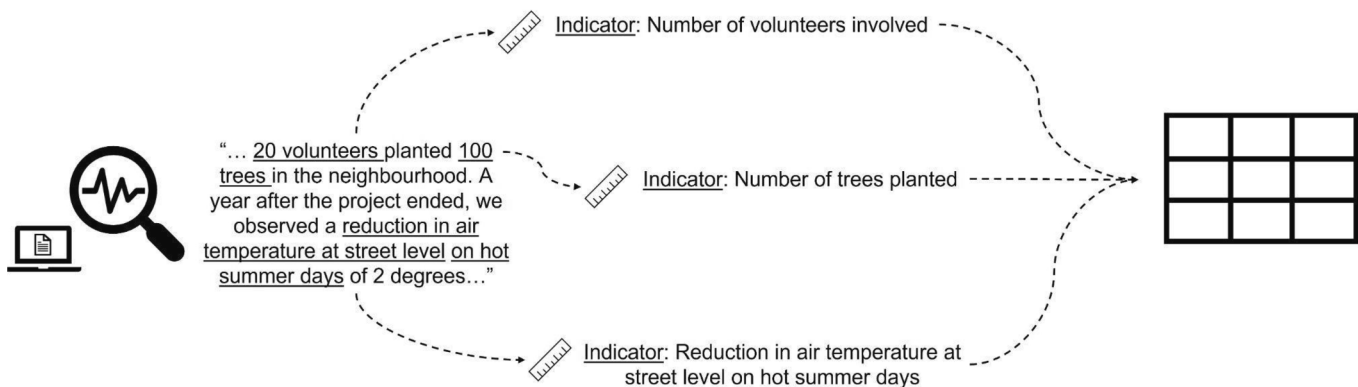 Indicator: Number of volunteers involved
“... 20 volunteers planted 100
trees in the neighbourhood. A
year after the project ended, we
observed a reduction in air
temperature at street level on hot
summer days of 2 degrees...”
Indicator: Number of trees planted
Indicator: Reduction in air temperature at
street level on hot summer days